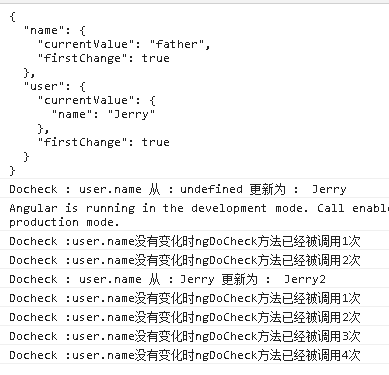 {
"name": {
"currentValue": "father",
"firstChange": true
},
"user": {
"currentValue": {
"name": "Jerry"
},
"firstChange": true
}
}
Docheck : user.name 从 : undefined 更新为 : Jerry
Angular is running in the development mode. Call enabl
production mode.
Docheck :user.name没有变化时ngDoCheck方法已经被调用1次
Docheck :user.name没有变化时ngDoCheck方法已经被调用2次
Docheck : user.name 从 : Jerry 更新为 : Jerry2
Docheck :user.name没有变化时ngDoCheck方法已经被调用1次
Docheck :user.name没有变化时ngDoCheck方法已经被调用2次
Docheck :user.name没有变化时ngDoCheck方法已经被调用3次
Docheck :user.name没有变化时ngDoCheck方法已经被调用4次